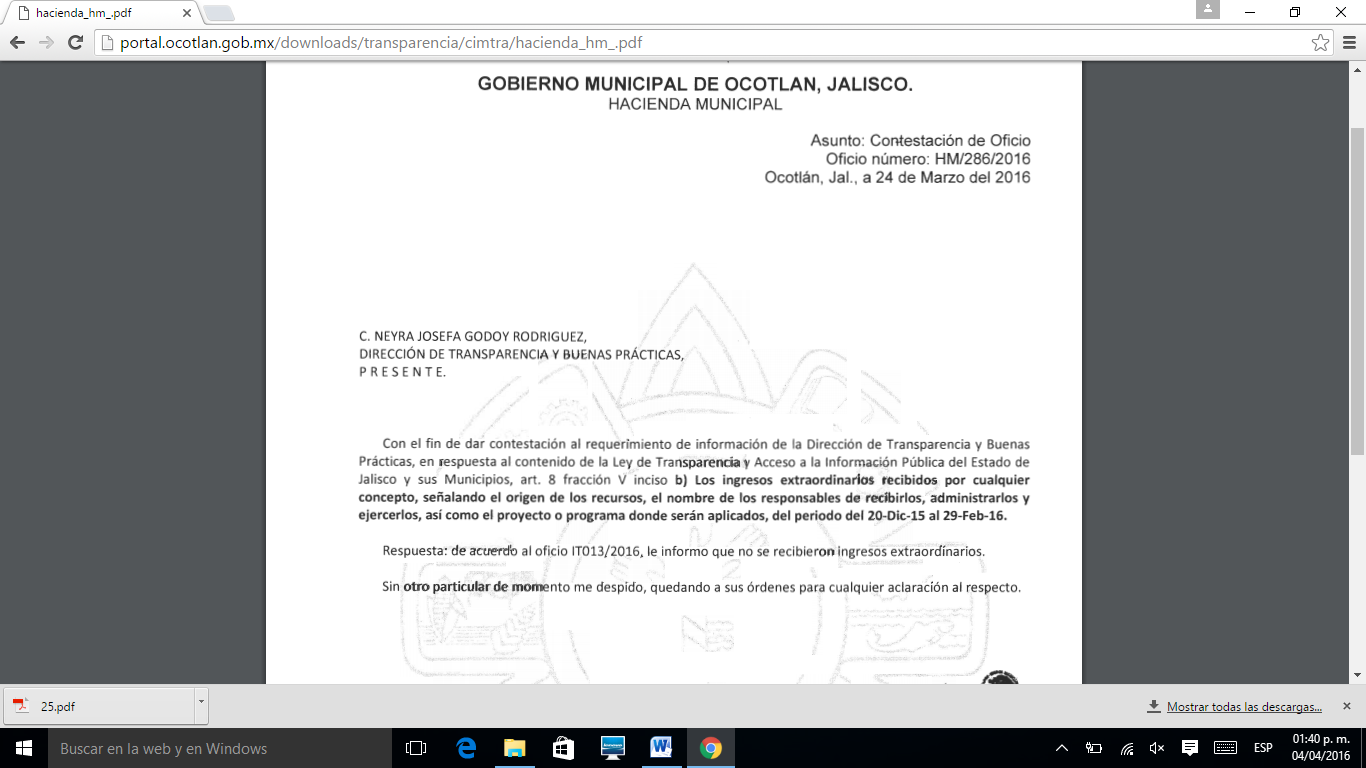 hacienda_hm_.pdf
portal.ocotlan.gob.mx/downloads/transparencia/cimtra/hacienda_hm_.pdf
GOBIERNO MUNICIPAL DE OCOTLAN, JALISCO.
HACIENDA MUNICIPAL
Asunto: Contestación de Oficio
Oficio número: HM/286/2016
Ocotlán, Jal., a 24 de Marzo del 2016
C. NEYRA JOSEFA GODOY RODRIGUEZ,
DIRECCIÓN DE TRANSPARENCIA Y BUENAS PRÁCTICAS,
P R E S E N T E.
Con el fin de dar contestación al requerimiento de información de la Dirección de Transparencia y Buenas
Prácticas, en respuesta al contenido de la Ley de Transparencia y Acceso a la Información Pública del Estado de
Jalisco y sus Municipios, art. 8 fracción V inciso b) Los ingresos extraordinarios recibidos por cualquier
concepto, señalando el origen de los recursos, el nombre de los responsables de recibirlos, administrarlos y
ejercerlos, así como el proyecto o programa donde serán aplicados, del periodo del 20-Dic-15 al 29-Feb-16.
Respuesta: de acuerdo al oficio IT013/2016, le informo que no se recibieron ingresos extraordinarios.
Sin otro particular de momento me despido, quedando a sus órdenes para cualquier aclaración al respecto.
25.pdf
Mostrar todas las descargas...
Buscar en la web y en Windows
ESP
01:40 p. m.
04/04/2016